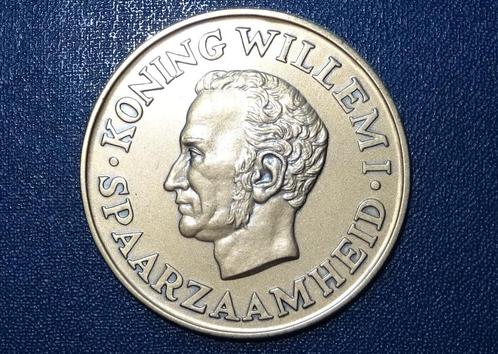 · KONING WILLEM I ·
SPAARZAAMHEID